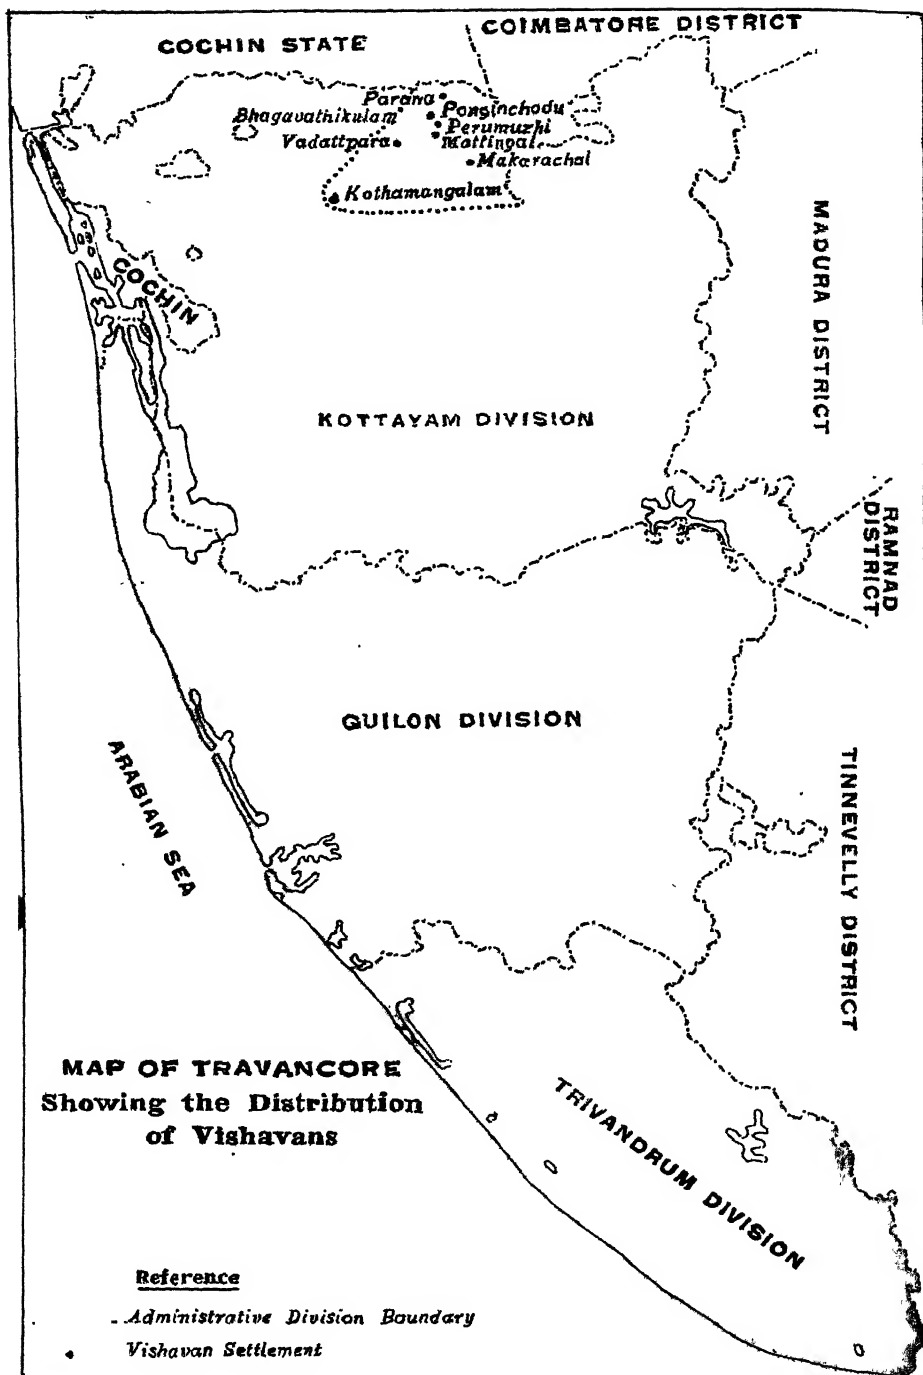 COCHIN STATE
COIMBATORE DISTRICT
Parana
Bhagavathikulam
Ponginchodu
Perumuzhi
Vadattpara
Mottingal
Makarachal
Kothamangalam
COCHIN
MADURA DISTRICT
KOTTAYAM DIVISION
RAMNAD
DISTRICT
QUILON DIVISION
ARABIAN SEA
TINNEVELLY DISTRICT
MAP OF TRAVANCORE
Showing the Distribution
of Vishavans
TRIVANDRUM DIVISION
Reference
Administrative Division Boundary
Vishavan Settlement